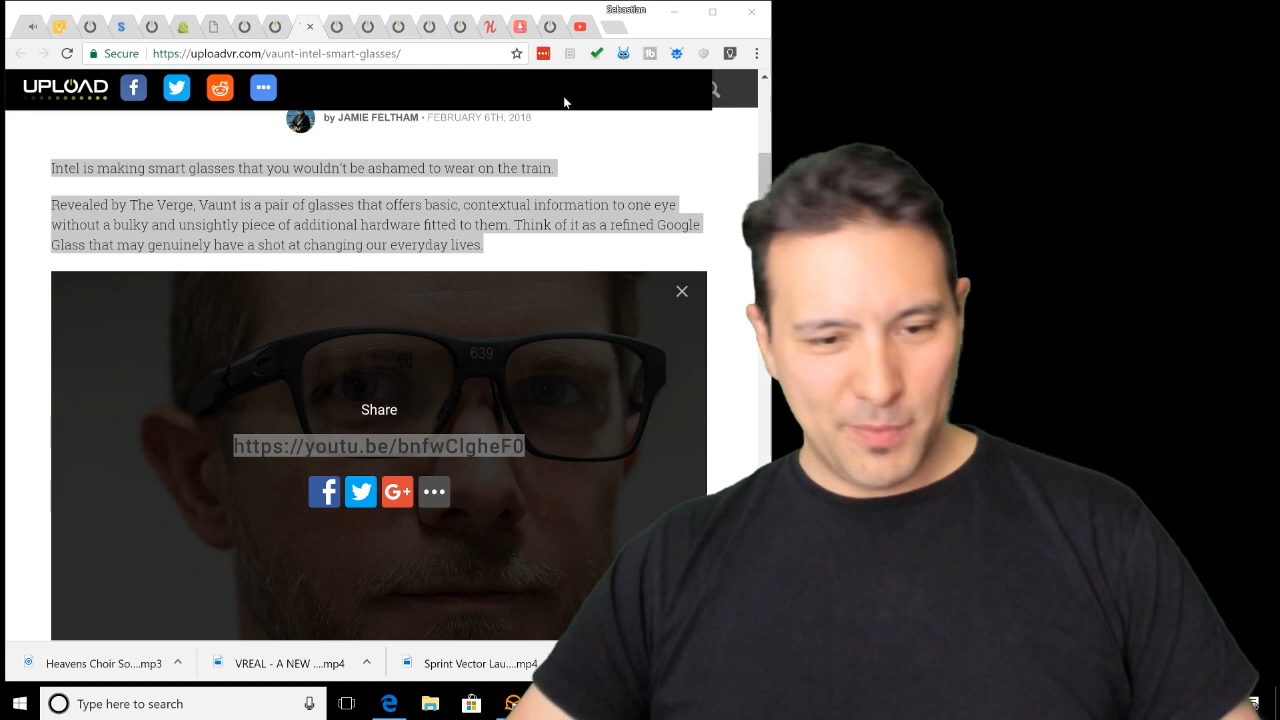 Sebastian
Secure https://uploadvr.com/vaunt-intel-smart-glasses/
UPLOAD
by JAMIE FELTHAM • FEBRUARY 6TH, 2018
Intel is making smart glasses that you wouldn't be ashamed to wear on the train.
Revealed by The Verge, Vaunt is a pair of glasses that offers basic, contextual information to one eye
without a bulky and unsightly piece of additional hardware fitted to them. Think of it as a refined Google
Glass that may genuinely have a shot at changing our everyday lives.
639
Share
https://youtu.be/bnfwClgheF0
G+
Heavens Choir So....mp3
VREAL - A NEW ....mp4
Sprint Vector Lau....mp4
Type here to search